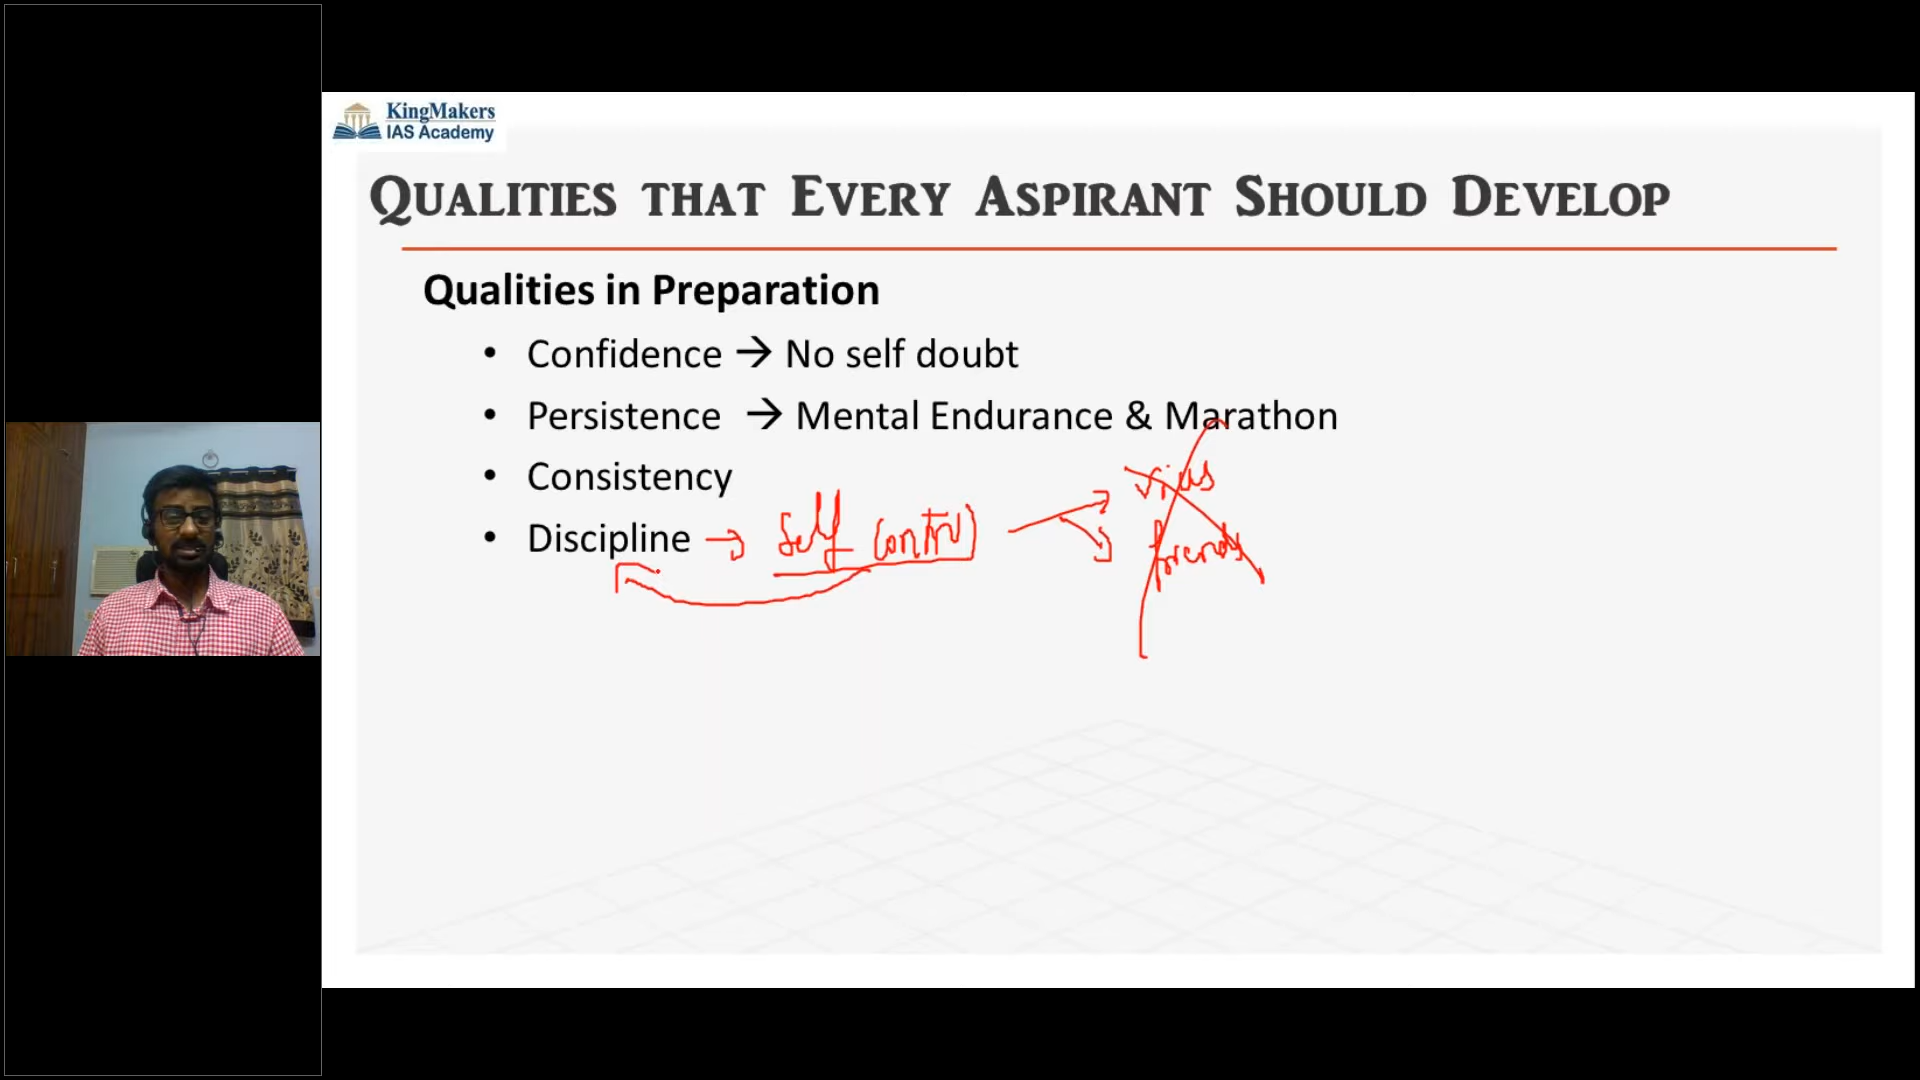 KingMakers
IAS Academy
QUALITIES THAT EVERY ASPIRANT SHOULD DEVELOP
Qualities in Preparation
• Confidence → No self doubt
• Persistence → Mental Endurance & Marathon
• Consistency
• Discipline → Self control
friends